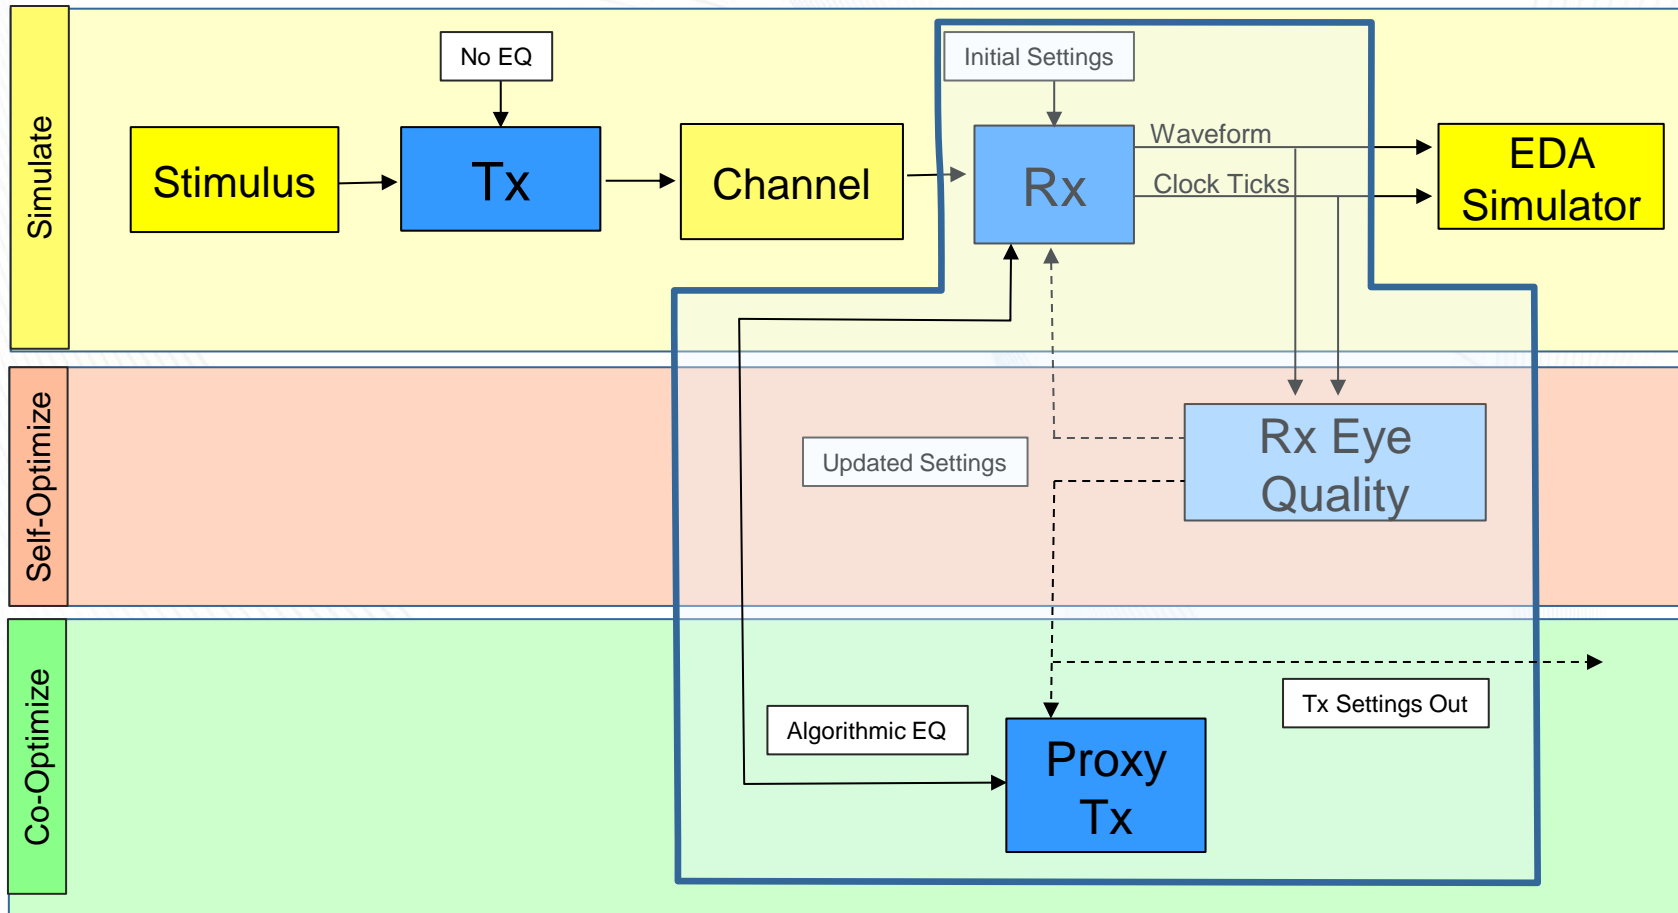 Simulate
No EQ
Initial Settings
Stimulus
Tx
Channel
Rx
Waveform
Clock Ticks
EDA
Simulator
Self-Optimize
Updated Settings
Rx Eye
Quality
Co-Optimize
Algorithmic EQ
Proxy
Tx
Tx Settings Out